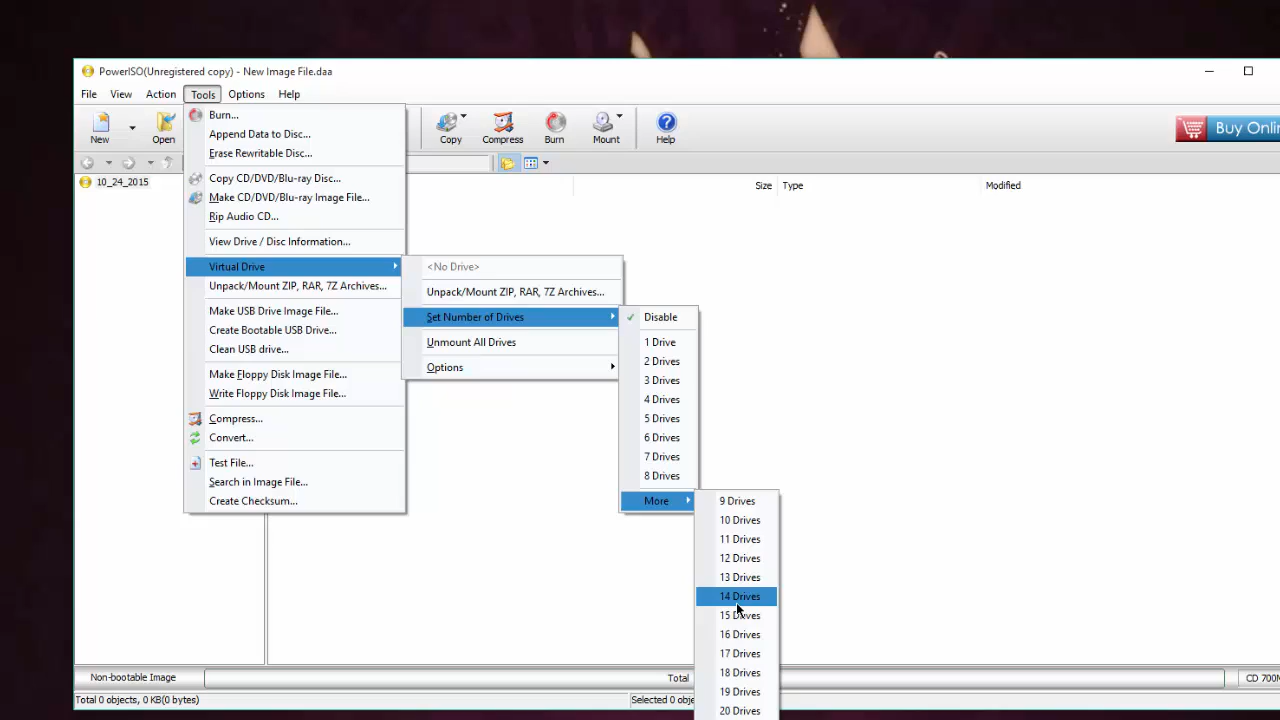 PowerISO(Unregistered copy) - New Image File.daa
File View Action Tools Options Help
New Open Copy Compress Burn Mount Help Buy Onli
10_24_2015
Size Type Modified
Burn...
Append Data to Disc...
Erase Rewritable Disc...
Copy CD/DVD/Blu-ray Disc...
Make CD/DVD/Blu-ray Image File...
Rip Audio CD...
View Drive / Disc Information...
Virtual Drive
Unpack/Mount ZIP, RAR, 7Z Archives...
Make USB Drive Image File...
Create Bootable USB Drive...
Clean USB drive...
Make Floppy Disk Image File...
Write Floppy Disk Image File...
Compress...
Convert...
Test File...
Search in Image File...
Create Checksum...
<No Drive>
Unpack/Mount ZIP, RAR, 7Z Archives...
Set Number of Drives
Unmount All Drives
Options
Disable
1 Drive
2 Drives
3 Drives
4 Drives
5 Drives
6 Drives
7 Drives
8 Drives
More
9 Drives
10 Drives
11 Drives
12 Drives
13 Drives
14 Drives
15 Drives
16 Drives
17 Drives
18 Drives
19 Drives
20 Drives
Non-bootable Image Total CD 700M
Total 0 objects, 0 KB(0 bytes) Selected 0 obje